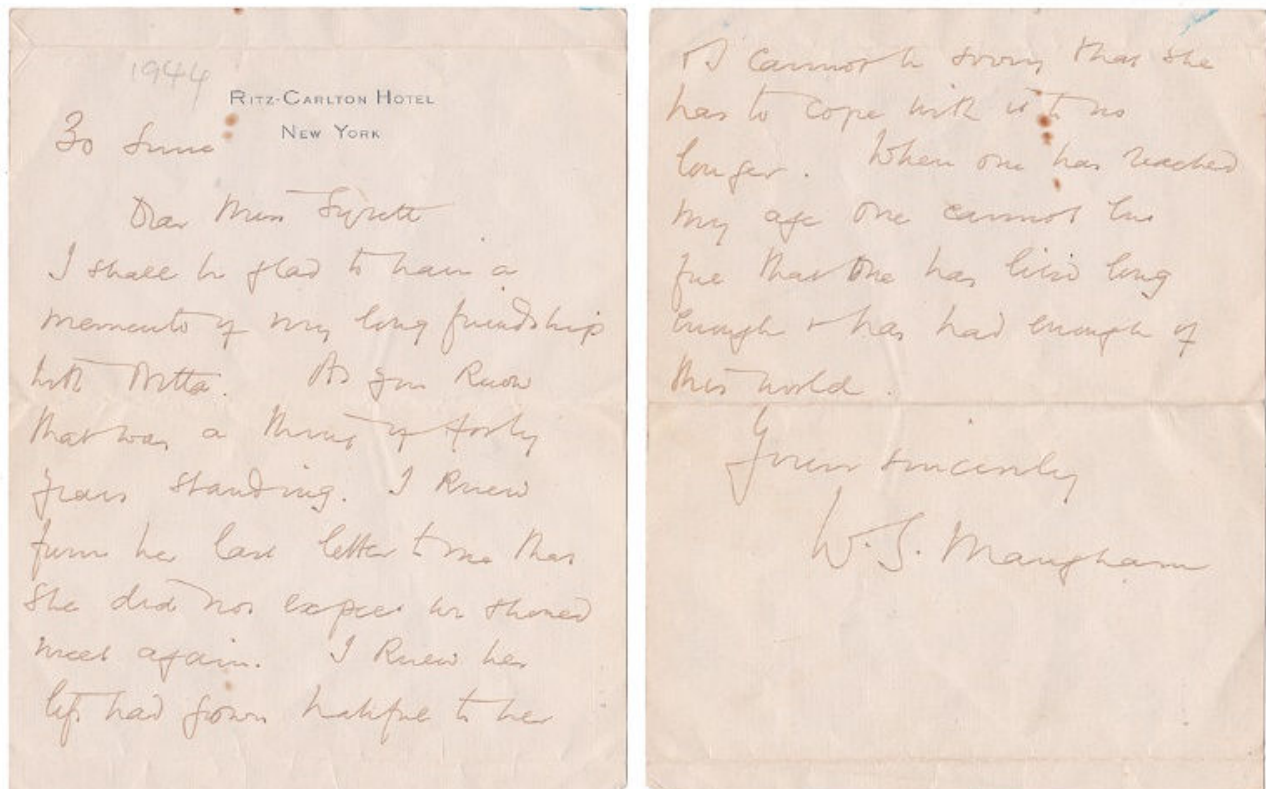 1944
RITZ-CARLTON HOTEL
NEW YORK
30 June
Dear Miss Syrett
I shall be glad to have a
memento of my long friendship
with Netta. As you know
that was a thing of forty
years standing. I knew
from her last letter to me that
she did not expect we should
meet again. I knew her
life had grown hateful to her
& I cannot be sorry that she
has to cope with it no
longer. When one has reached
my age one cannot but
feel that one has lived long
enough & has had enough of
this world.
Yours sincerely
W. S. Maugham